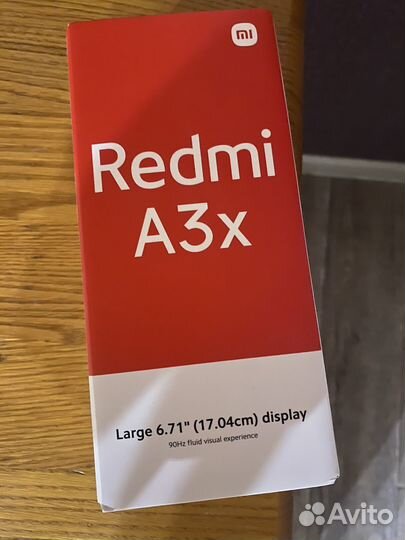 mi
Redmi
A3x
Large 6.71" (17.04cm) display
90Hz fluid visual experience
Avito